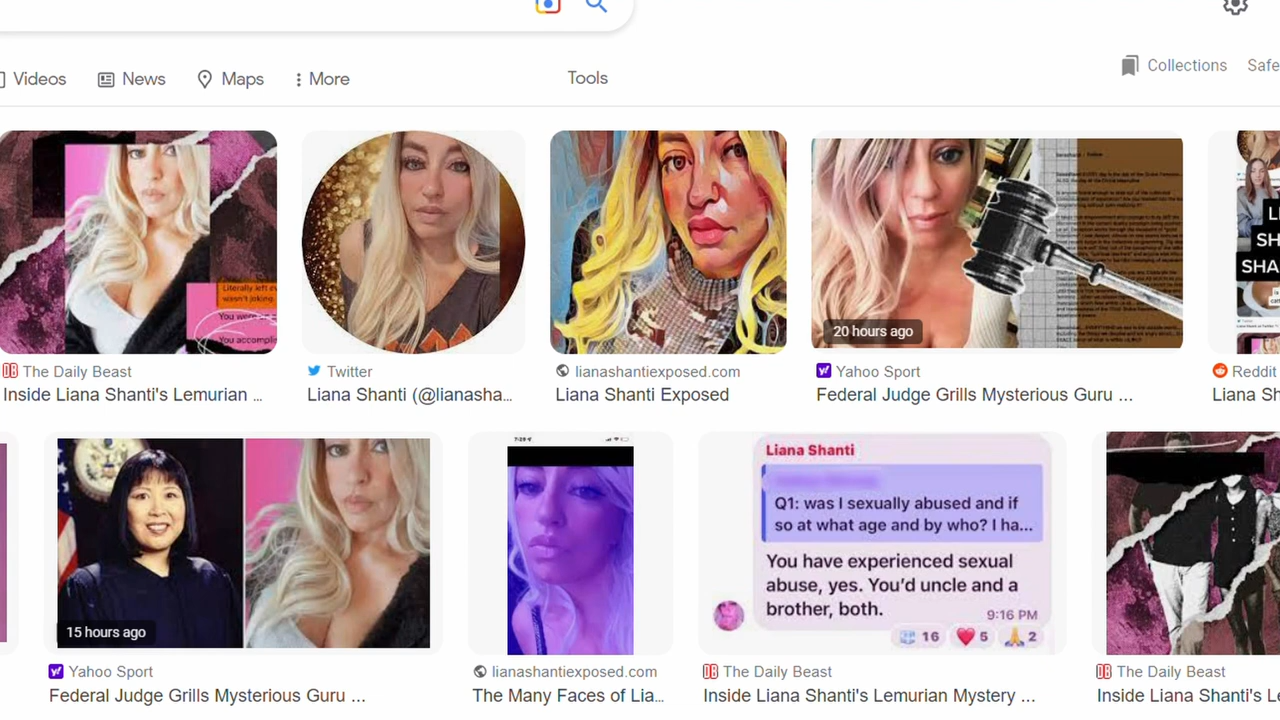 Videos
News
Maps
More
Tools
Collections
Safe
Literally left ev
wasn't joking
You were
You accomplis
20 hours ago
L
SH
SHA
The Daily Beast
Inside Liana Shanti's Lemurian ...
Twitter
Liana Shanti (@lianasha...
lianashantiexposed.com
Liana Shanti Exposed
Yahoo Sport
Federal Judge Grills Mysterious Guru ...
Reddit
Liana Sh
15 hours ago
Yahoo Sport
Federal Judge Grills Mysterious Guru ...
7:29
lianashantiexposed.com
The Many Faces of Lia...
Liana Shanti
Q1: was I sexually abused and if
so at what age and by who? I ha...
You have experienced sexual
abuse, yes. You'd uncle and a
brother, both.
9:16 PM
16
5
2
The Daily Beast
Inside Liana Shanti's Lemurian Mystery ...
The Daily Beast
Inside Liana Shanti's Le